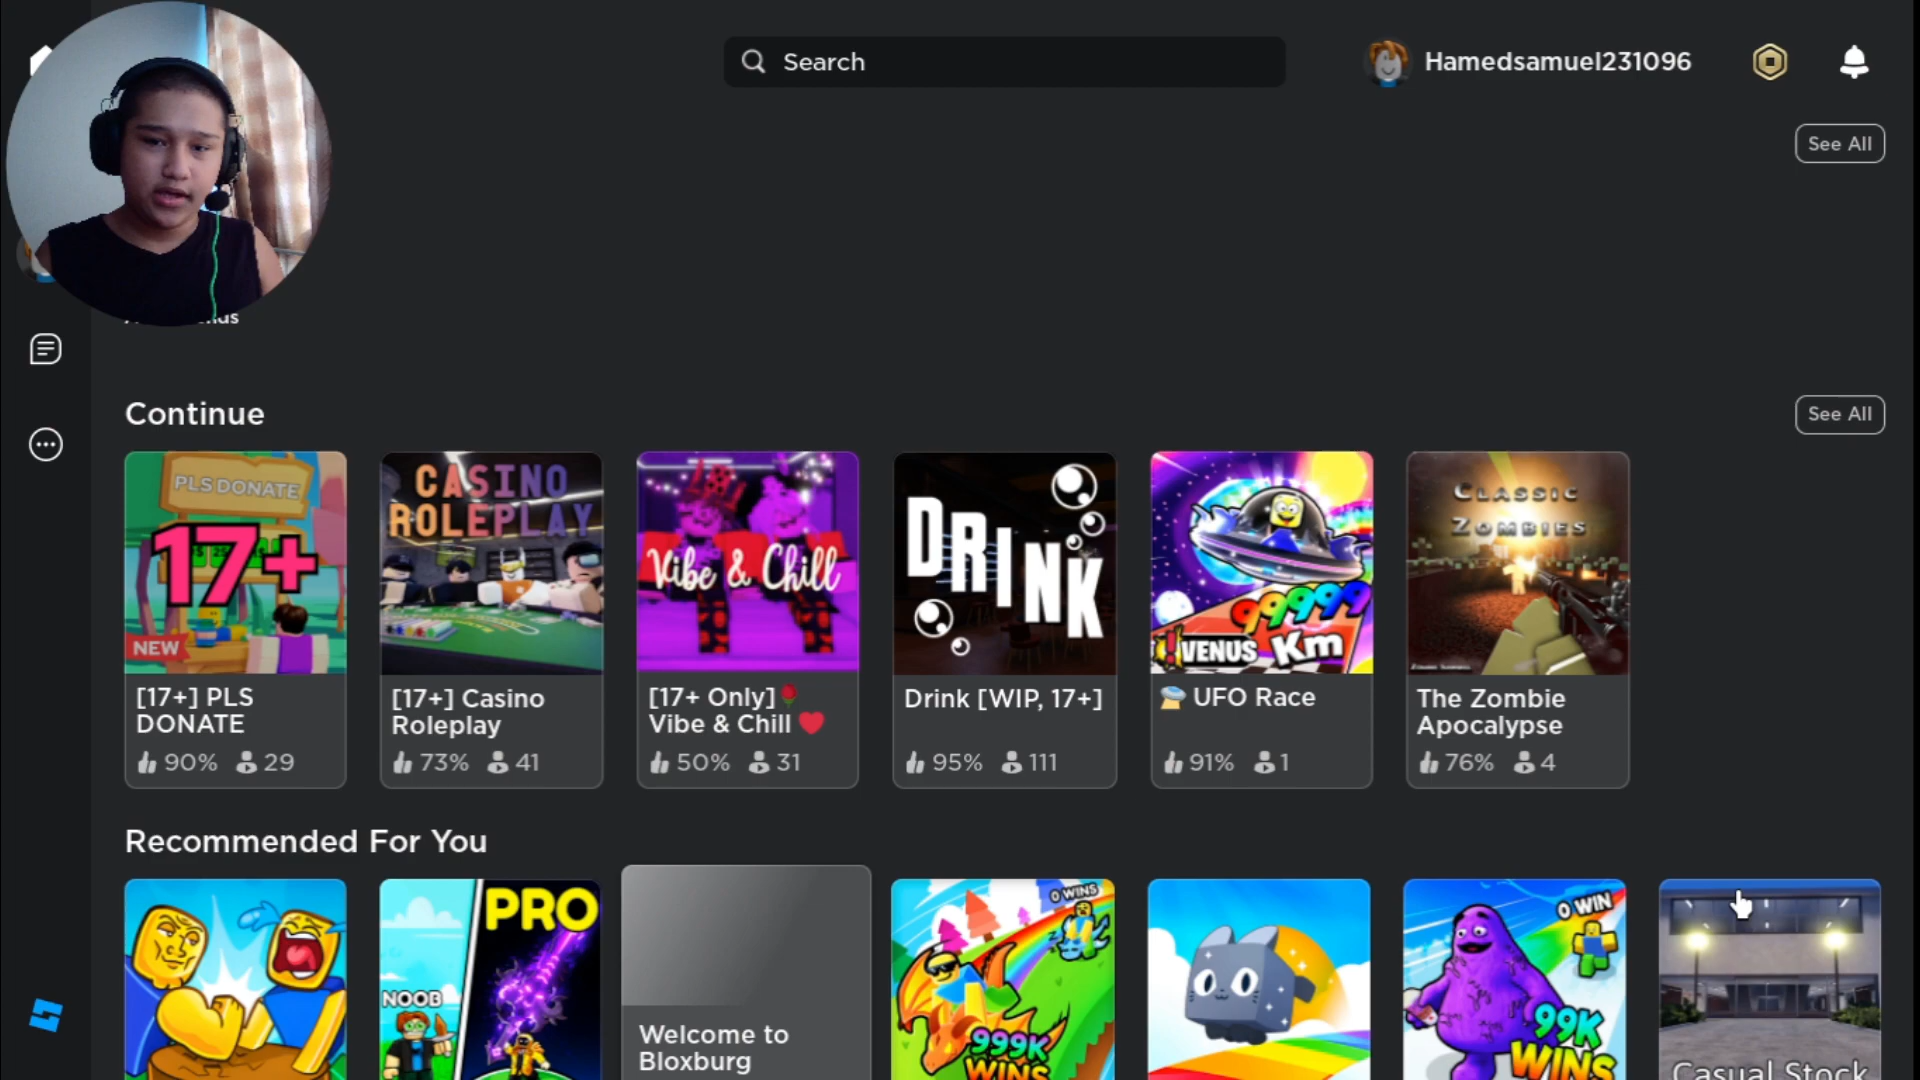 Search
Hamedsamuel231096
See All
Continue
See All
PLS DONATE
17+
NEW
[17+] PLS
DONATE
90% 29
CASINO
ROLEPLAY
[17+] Casino
Roleplay
73% 41
Vibe & Chill
[17+ Only]🌹
Vibe & Chill ❤️
50% 31
DRINK
Drink [WIP, 17+]
95% 111
99999
VENUS Km
🛸 UFO Race
91% 1
CLASSIC
ZOMBIES
The Zombie
Apocalypse
76% 4
Recommended For You
PRO
NOOB
Welcome to
Bloxburg
0 WINS
999K
WINS
0 WIN
99K
WINS
Casual Stock